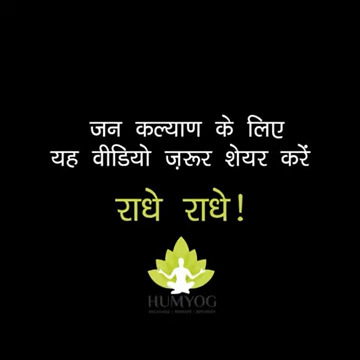 जन कल्याण के लिए
यह वीडियो ज़रूर शेयर करें
राधे राधे!
HUMYOG